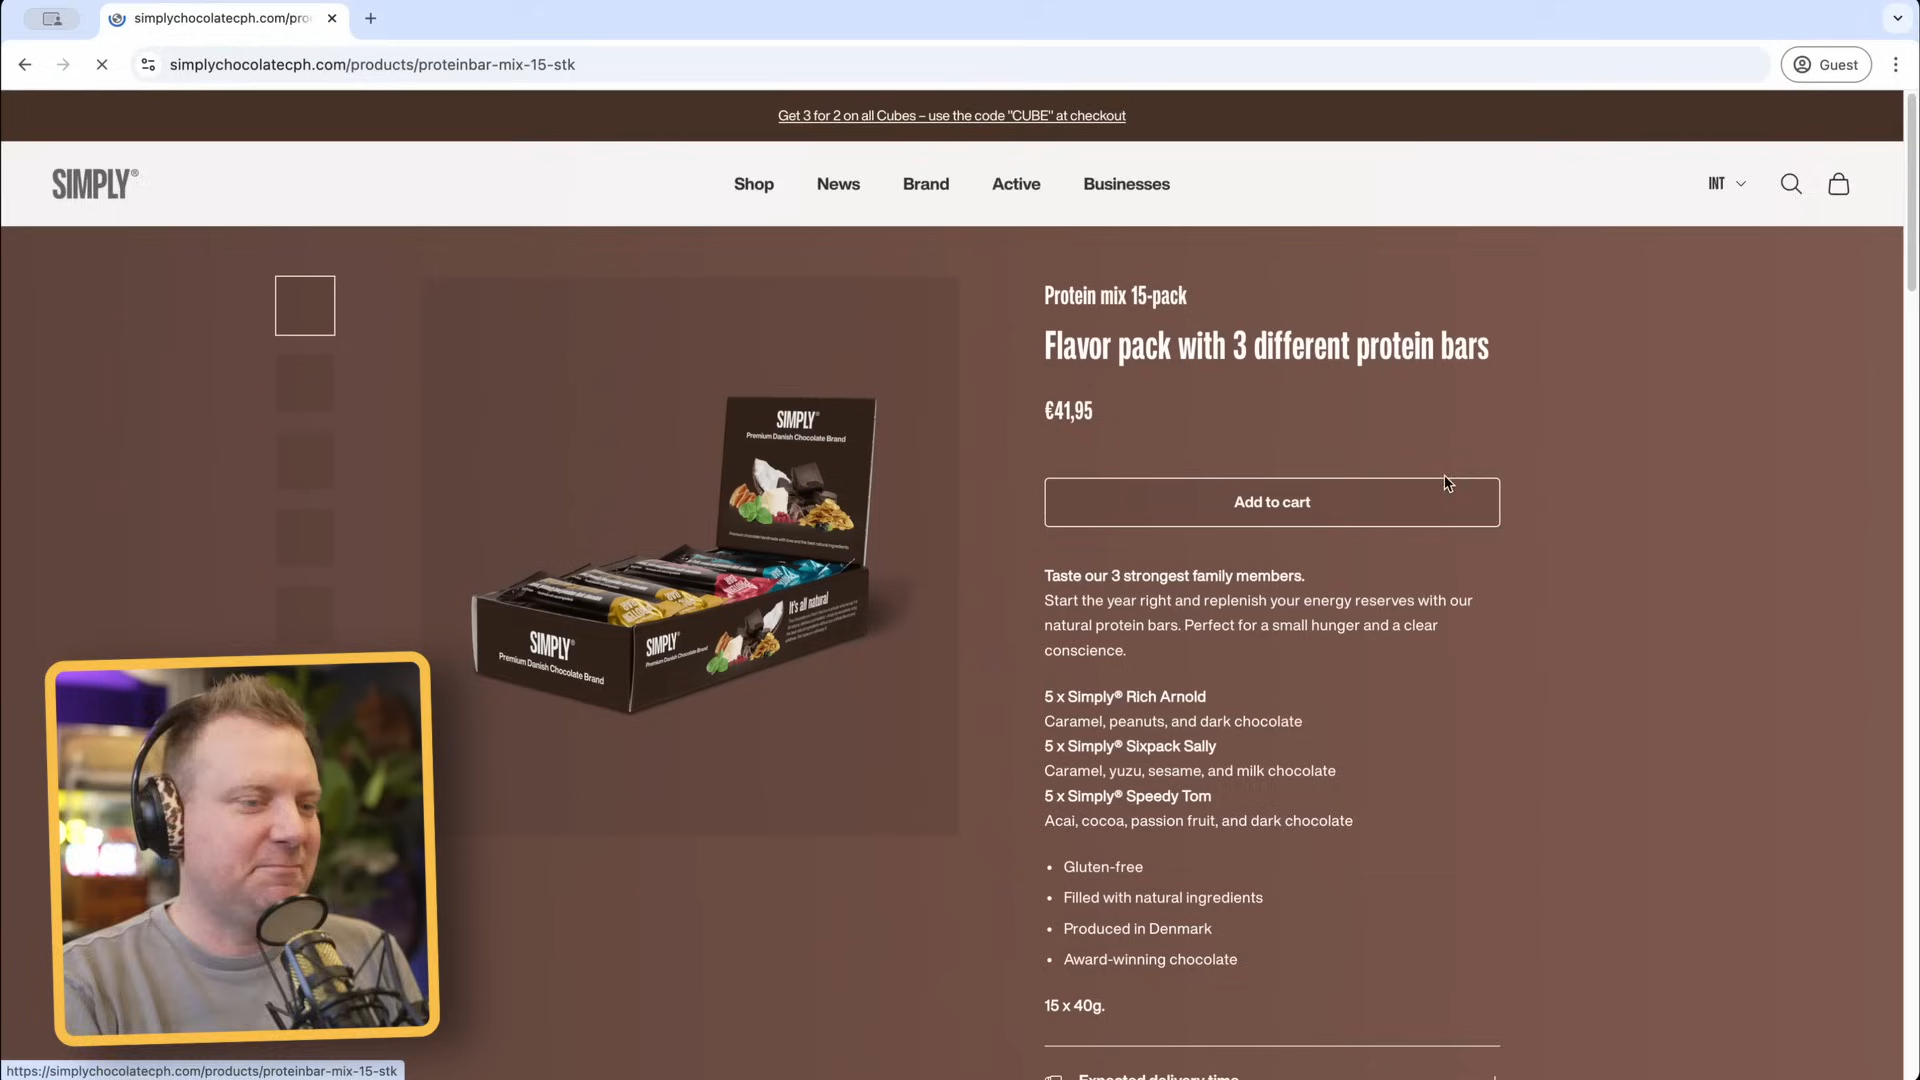 simplychocolatecph.com/pro
simplychocolatecph.com/products/proteinbar-mix-15-stk
Guest
Get 3 for 2 on all Cubes – use the code "CUBE" at checkout
SIMPLY®
Shop
News
Brand
Active
Businesses
INT
Protein mix 15-pack
Flavor pack with 3 different protein bars
€41,95
Add to cart
SIMPLY®
Premium Danish Chocolate Brand
It's all natural
SIMPLY®
Premium Danish Chocolate Brand
SIMPLY®
Premium Danish Chocolate Brand
Taste our 3 strongest family members.
Start the year right and replenish your energy reserves with our
natural protein bars. Perfect for a small hunger and a clear
conscience.
5 x Simply® Rich Arnold
Caramel, peanuts, and dark chocolate
5 x Simply® Sixpack Sally
Caramel, yuzu, sesame, and milk chocolate
5 x Simply® Speedy Tom
Acai, cocoa, passion fruit, and dark chocolate
• Gluten-free
• Filled with natural ingredients
• Produced in Denmark
• Award-winning chocolate
15 x 40g.
Expected delivery time
https://simplychocolatecph.com/products/proteinbar-mix-15-stk